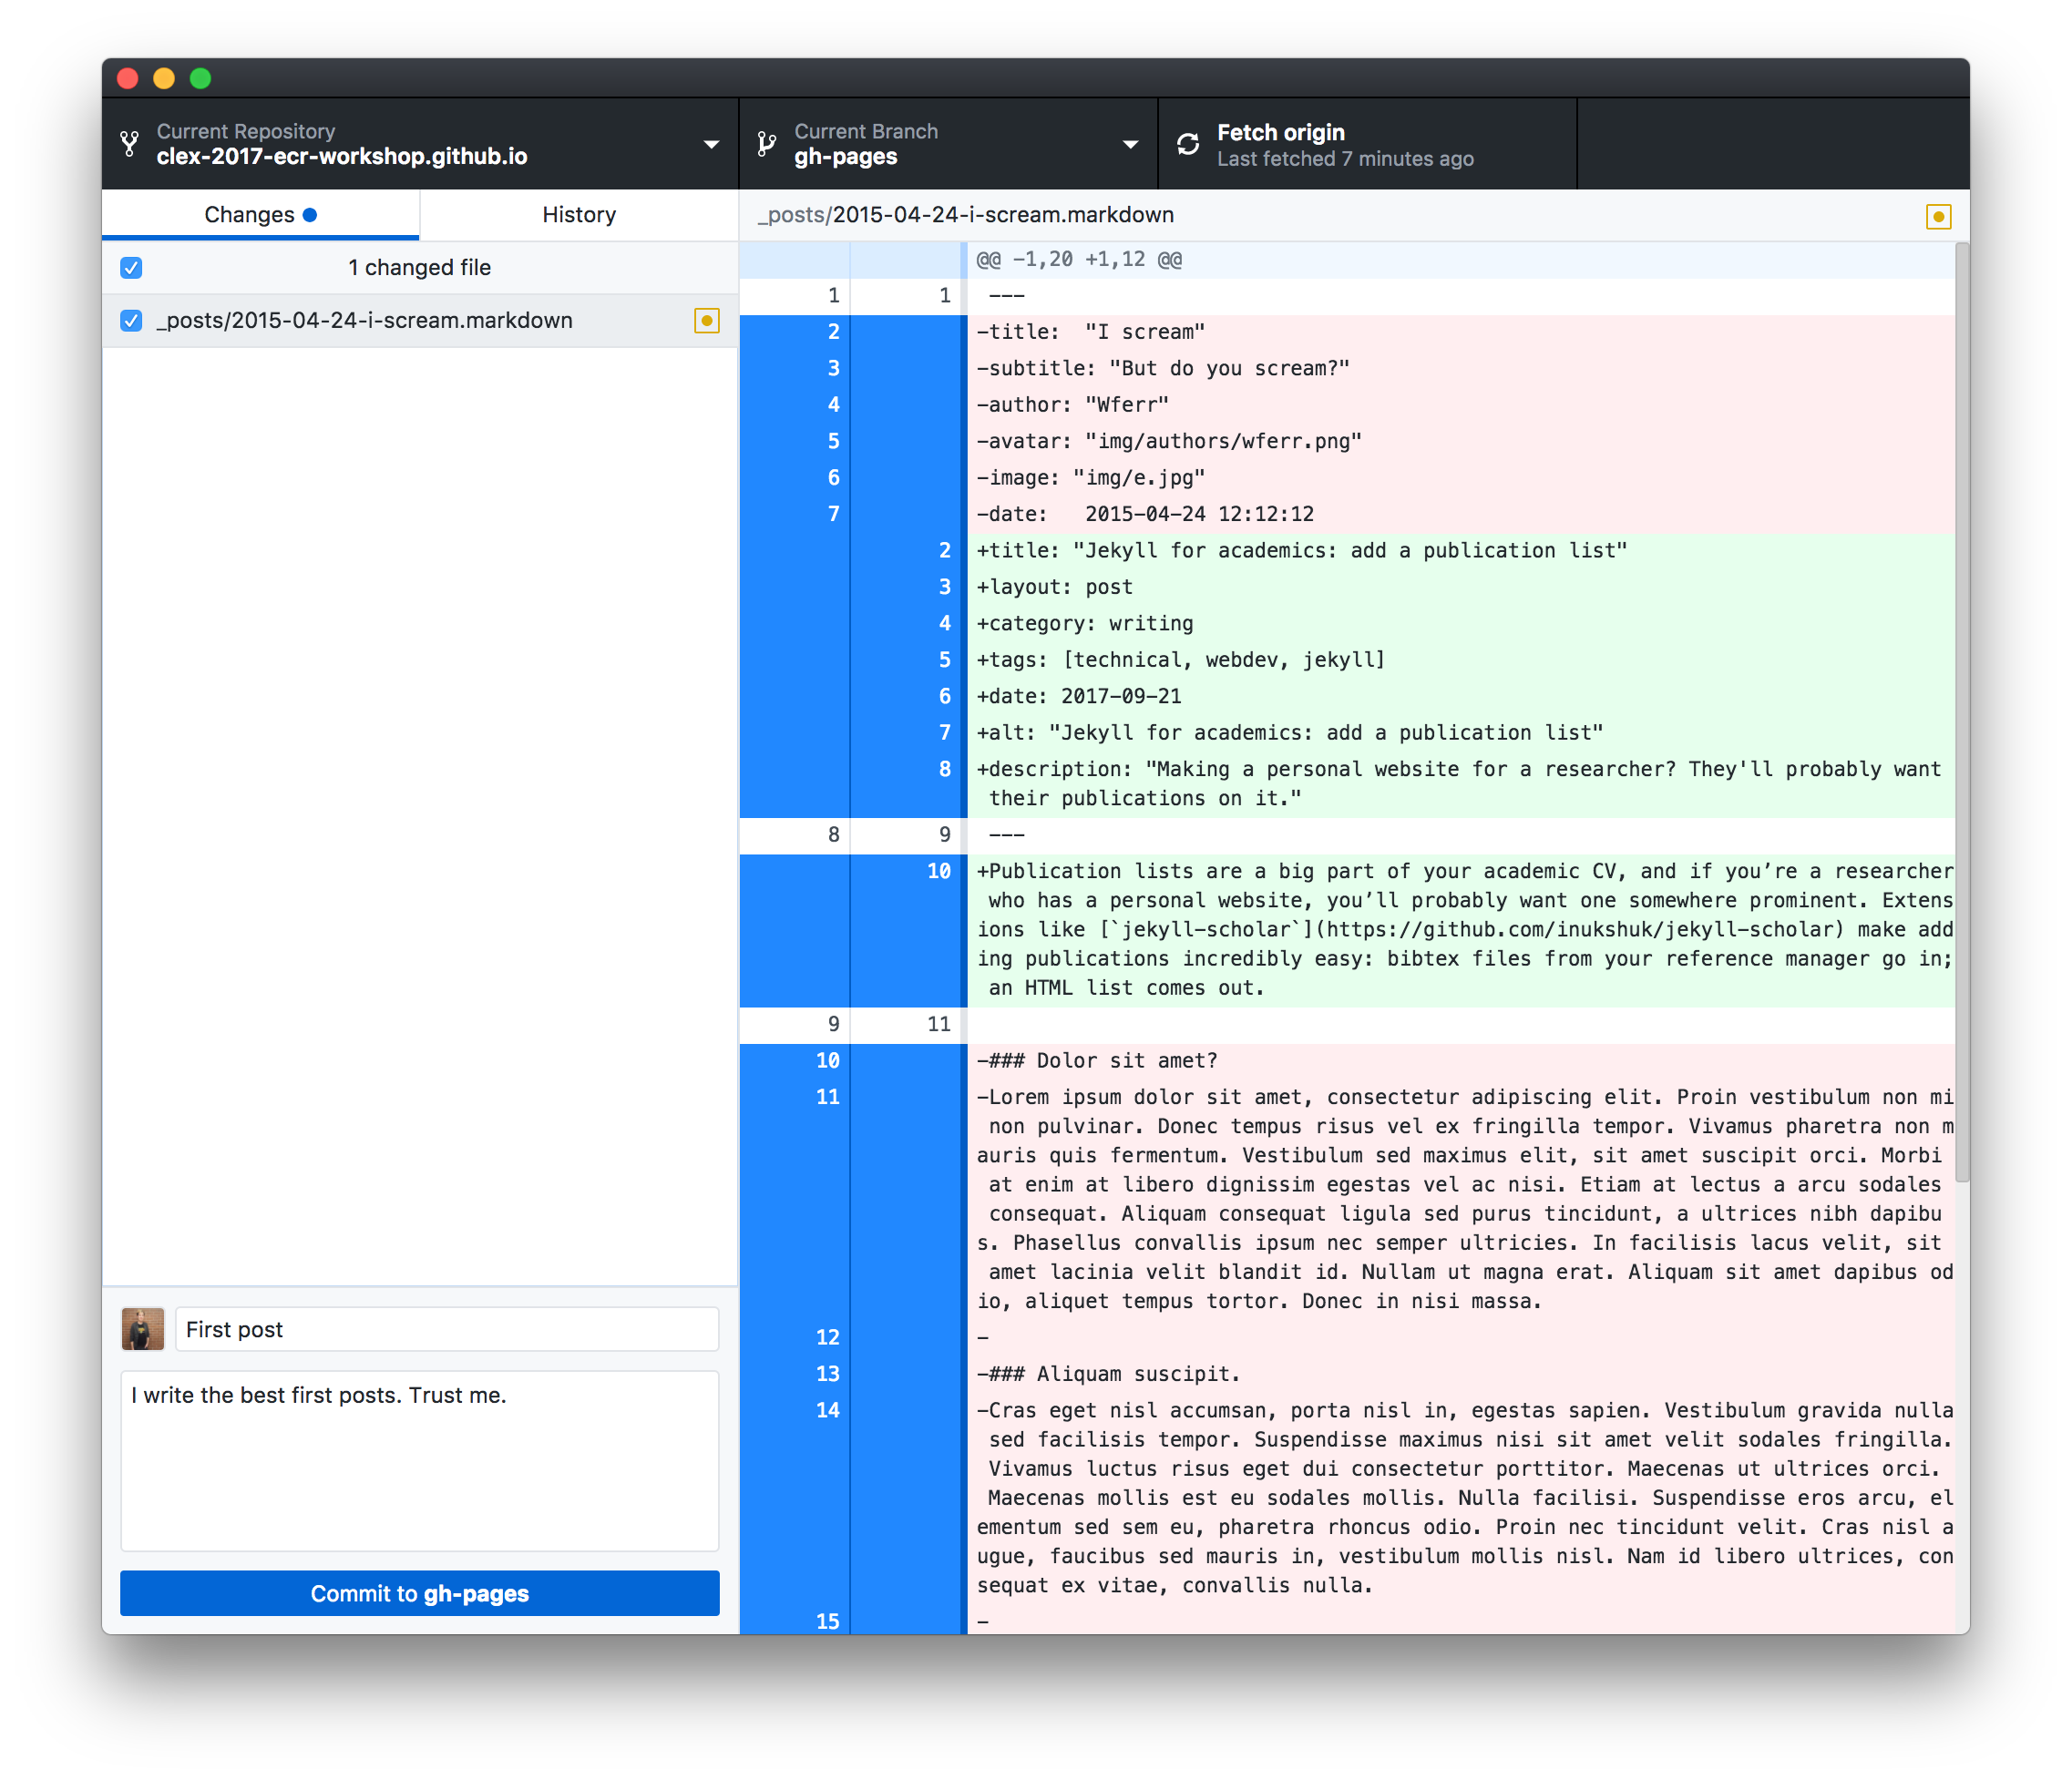 Current Repository
clex-2017-ecr-workshop.github.io
Current Branch
gh-pages
Fetch origin
Last fetched 7 minutes ago
Changes
History
1 changed file
_posts/2015-04-24-i-scream.markdown
First post
I write the best first posts. Trust me.
Commit to gh-pages
_posts/2015-04-24-i-scream.markdown
@@ -1,20 +1,12 @@
1 1 ---
2 -title:  "I scream"
3 -subtitle: "But do you scream?"
4 -author: "Wferr"
5 -avatar: "img/authors/wferr.png"
6 -image: "img/e.jpg"
7 -date:   2015-04-24 12:12:12
2 +title: "Jekyll for academics: add a publication list"
3 +layout: post
4 +category: writing
5 +tags: [technical, webdev, jekyll]
6 +date: 2017-09-21
7 +alt: "Jekyll for academics: add a publication list"
8 +description: "Making a personal website for a researcher? They'll probably want
their publications on it."
8 9 ---
10 +Publication lists are a big part of your academic CV, and if you’re a researcher
who has a personal website, you’ll probably want one somewhere prominent. Extens
ions like [`jekyll-scholar`](https://github.com/inukshuk/jekyll-scholar) make add
ing publications incredibly easy: bibtex files from your reference manager go in;
an HTML list comes out.
9 11
10 -### Dolor sit amet?
11 -Lorem ipsum dolor sit amet, consectetur adipiscing elit. Proin vestibulum non mi
non pulvinar. Donec tempus risus vel ex fringilla tempor. Vivamus pharetra non m
auris quis fermentum. Vestibulum sed maximus elit, sit amet suscipit orci. Morbi
at enim at libero dignissim egestas vel ac nisi. Etiam at lectus a arcu sodales
consequat. Aliquam consequat ligula sed purus tincidunt, a ultrices nibh dapibu
s. Phasellus convallis ipsum nec semper ultricies. In facilisis lacus velit, sit
amet lacinia velit blandit id. Nullam ut magna erat. Aliquam sit amet dapibus od
io, aliquet tempus tortor. Donec in nisi massa.
12 -
13 -### Aliquam suscipit.
14 -Cras eget nisl accumsan, porta nisl in, egestas sapien. Vestibulum gravida nulla
sed facilisis tempor. Suspendisse maximus nisi sit amet velit sodales fringilla.
Vivamus luctus risus eget dui consectetur porttitor. Maecenas ut ultrices orci.
Maecenas mollis est eu sodales mollis. Nulla facilisi. Suspendisse eros arcu, el
ementum sed sem eu, pharetra rhoncus odio. Proin nec tincidunt velit. Cras nisl a
ugue, faucibus sed mauris in, vestibulum mollis nisl. Nam id libero ultrices, con
sequat ex vitae, convallis nulla.
15 -